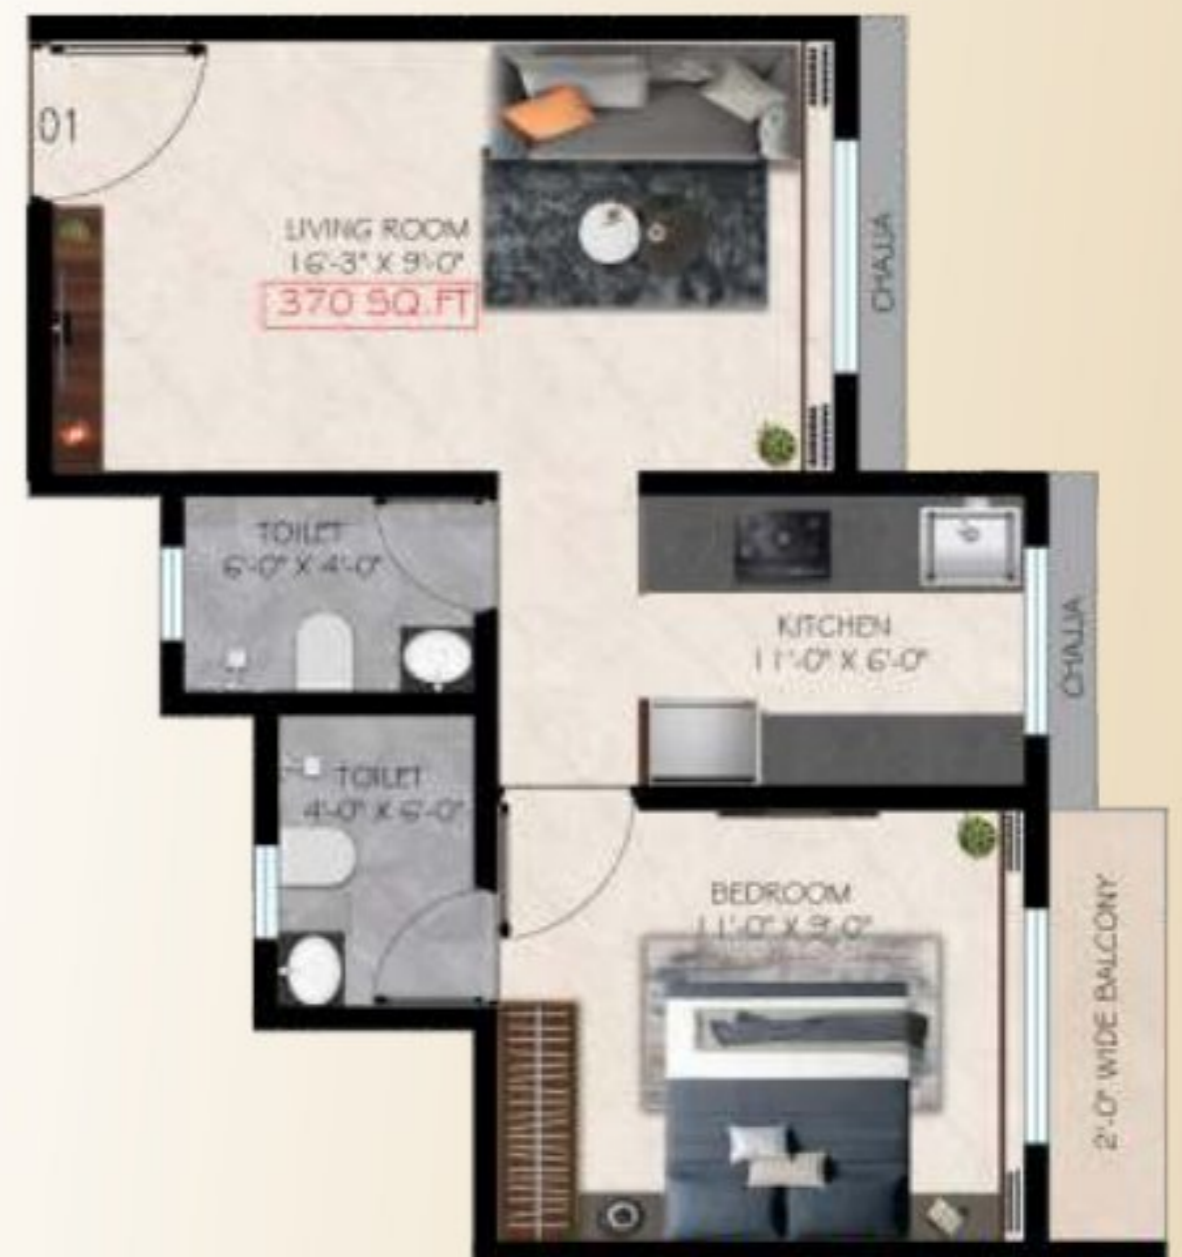 01
LIVING ROOM
16'-3" X 9'-0"
370 SQ.FT
CHAJJA
TOILET
6'-0" X 4'-0"
KITCHEN
11'-0" X 6'-0"
CHAJJA
TOILET
4'-0" X 6'-0"
BEDROOM
11'-0" X 9'-0"
2'-0" WIDE BALCONY